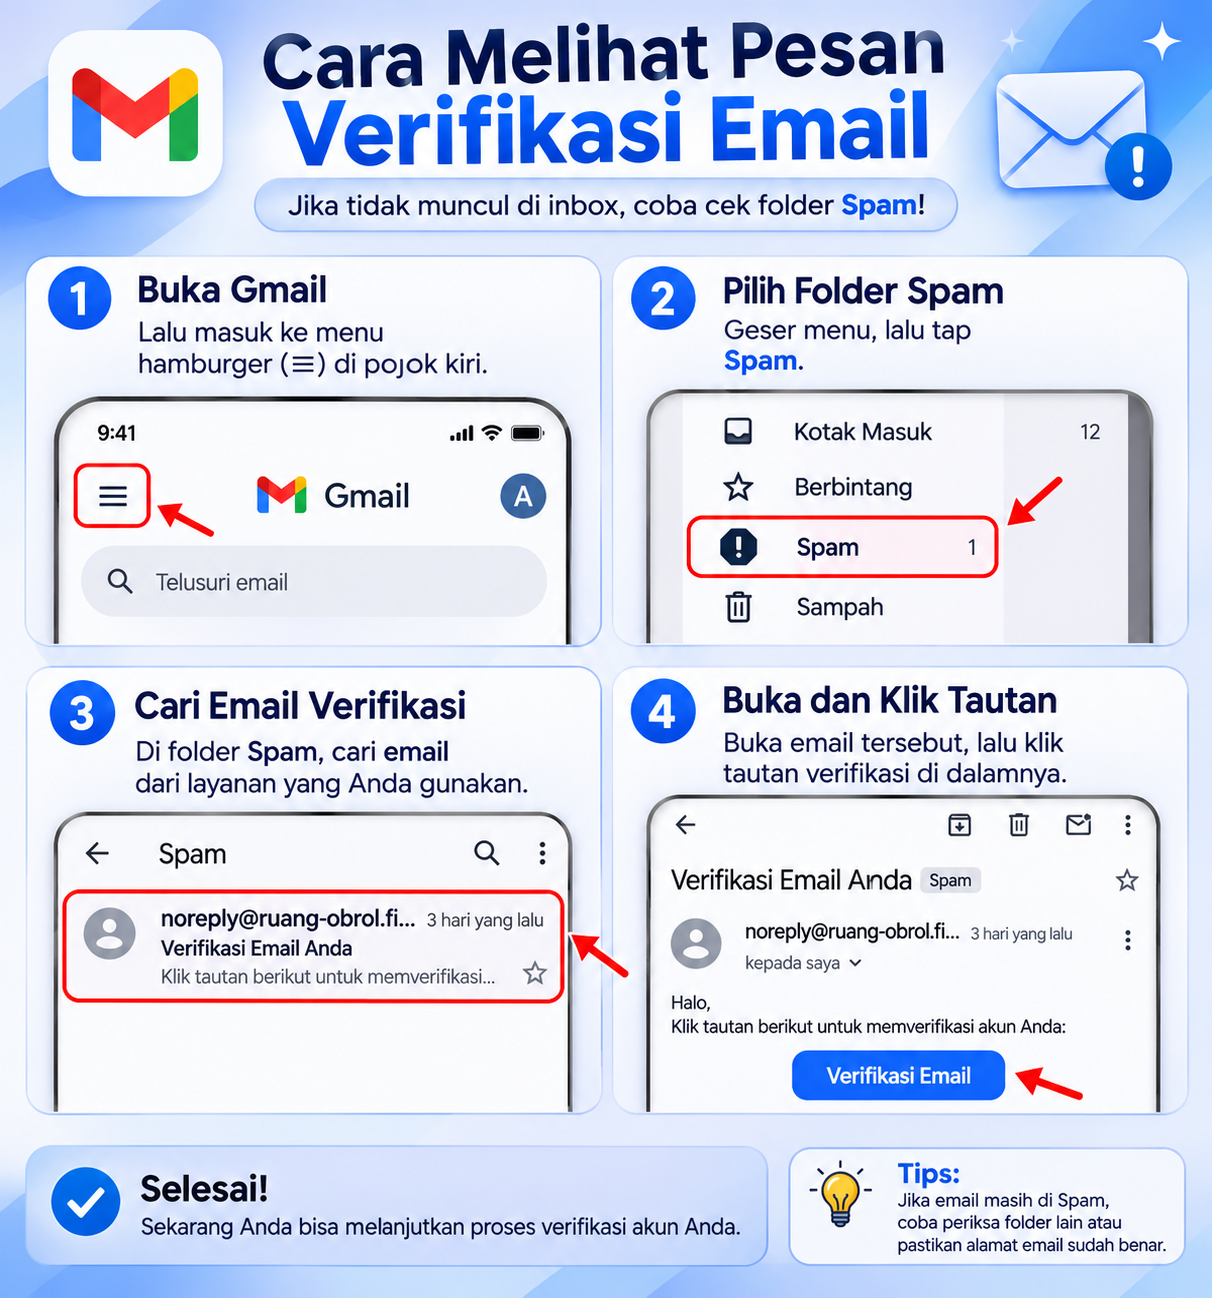 Cara Melihat Pesan
Verifikasi Email
Jika tidak muncul di inbox, coba cek folder Spam!
1
Buka Gmail
Lalu masuk ke menu
hamburger (≡) di pojok kiri.
9:41
Gmail
A
Telusuri email
2
Pilih Folder Spam
Geser menu, lalu tap
Spam.
Kotak Masuk 12
Berbintang
Spam 1
Sampah
3
Cari Email Verifikasi
Di folder Spam, cari email
dari layanan yang Anda gunakan.
Spam
noreply@ruang-obrol.fi... 3 hari yang lalu
Verifikasi Email Anda
Klik tautan berikut untuk memverifikasi...
4
Buka dan Klik Tautan
Buka email tersebut, lalu klik
tautan verifikasi di dalamnya.
Verifikasi Email Anda Spam
noreply@ruang-obrol.fi... 3 hari yang lalu
kepada saya
Halo,
Klik tautan berikut untuk memverifikasi akun Anda:
Verifikasi Email
Selesai!
Sekarang Anda bisa melanjutkan proses verifikasi akun Anda.
Tips:
Jika email masih di Spam,
coba periksa folder lain atau
pastikan alamat email sudah benar.